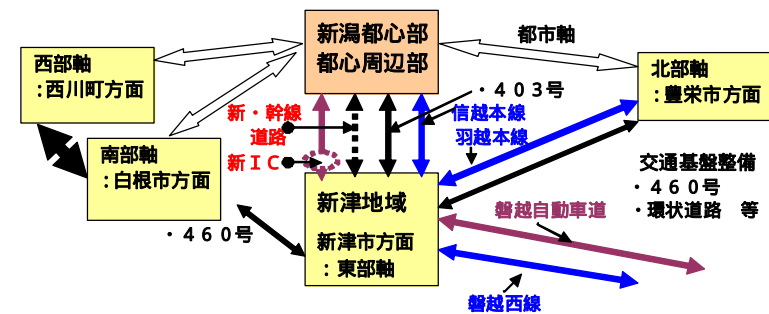 新潟都心部
都心周辺部
都市軸
西部軸
：西川町方面
北部軸
：豊栄市方面
・４０３号
新・幹線
道路
信越本線
羽越本線
南部軸
：白根市方面
新ＩＣ
交通基盤整備
・４６０号
・環状道路　等
新津地域
新津市方面
：東部軸
磐越自動車道
・４６０号
磐越西線